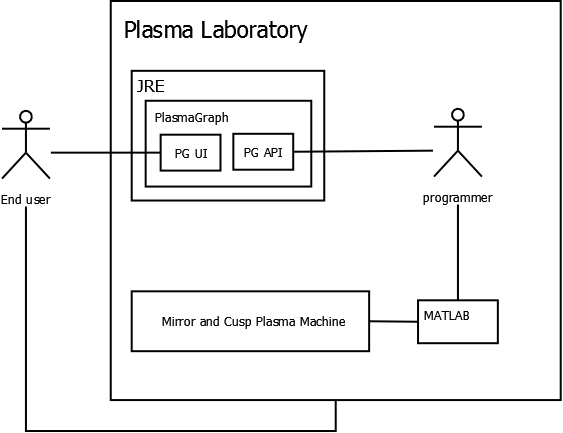 Plasma Laboratory
JRE
PlasmaGraph
PG UI
PG API
End user
programmer
Mirror and Cusp Plasma Machine
MATLAB